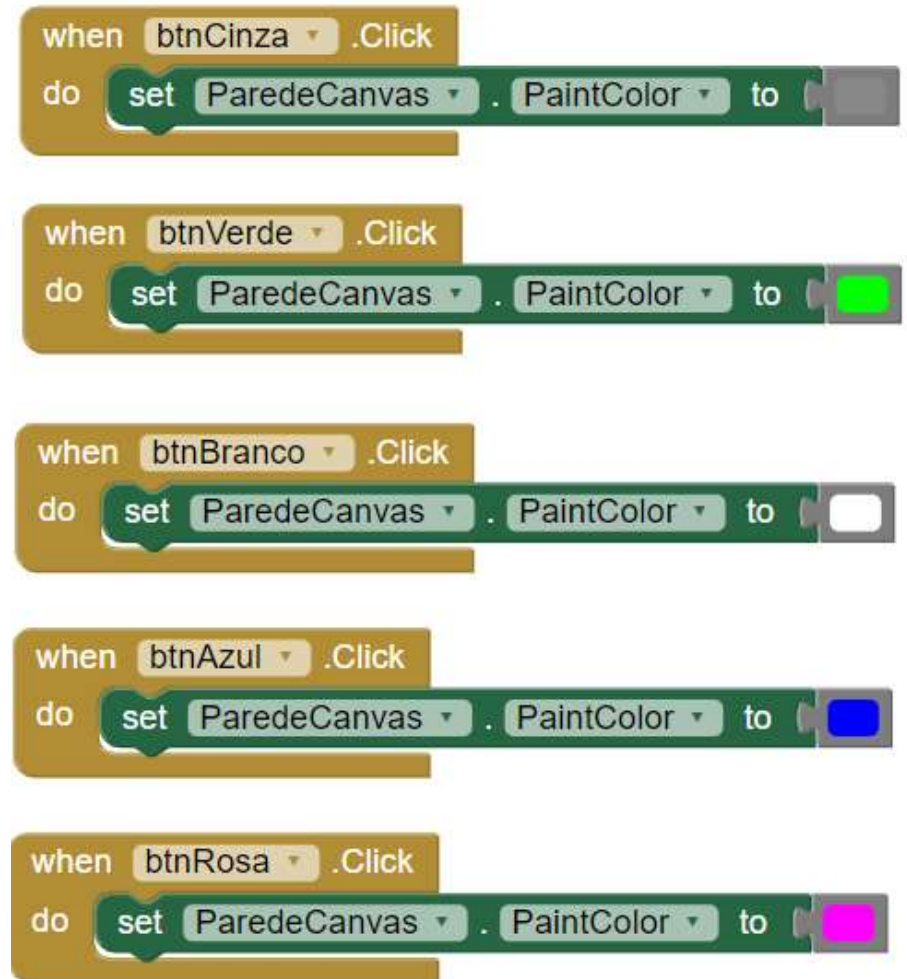 when btnCinza .Click
do set ParedeCanvas . PaintColor to
when btnVerde .Click
do set ParedeCanvas . PaintColor to
when btnBranco .Click
do set ParedeCanvas . PaintColor to
when btnAzul .Click
do set ParedeCanvas . PaintColor to
when btnRosa .Click
do set ParedeCanvas . PaintColor to